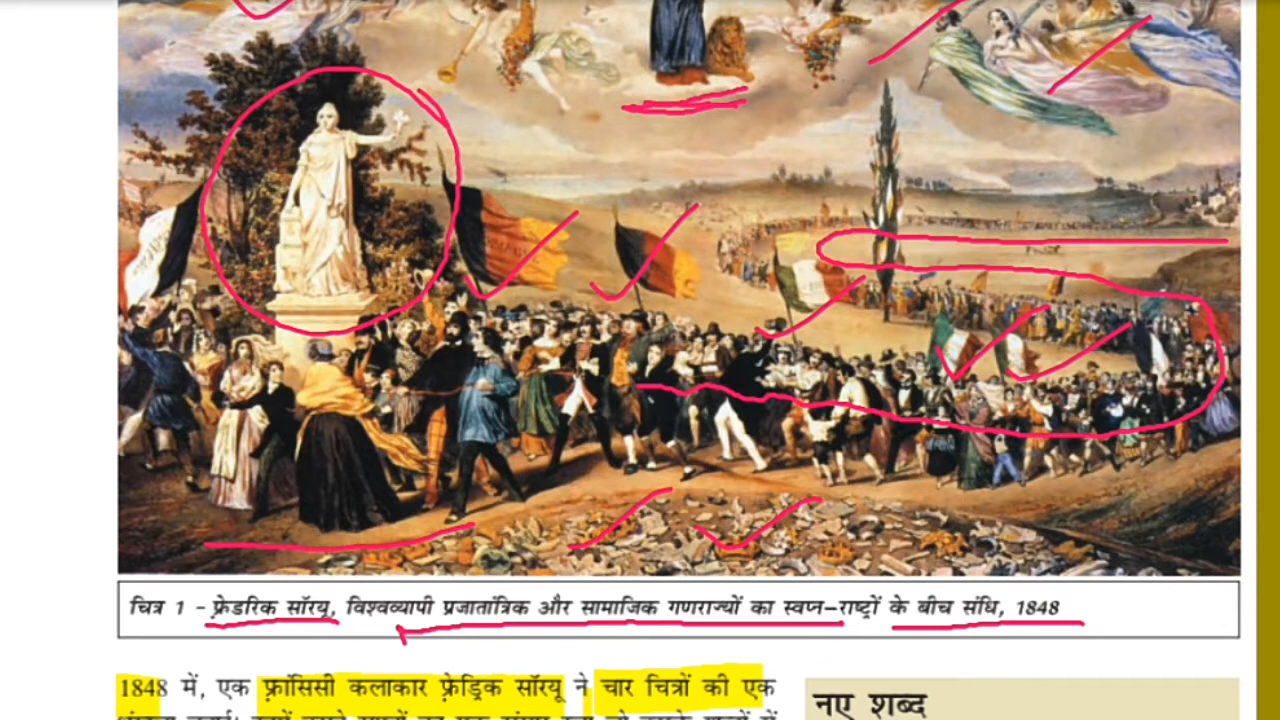 चित्र 1 - फ़्रेडरिक सॉरयू, विश्वव्यापी प्रजातांत्रिक और सामाजिक गणराज्यों का स्वप्न–राष्ट्रों के बीच संधि, 1848
1848 में, एक फ़्रांसिसी कलाकार फ़्रेड्रिक सॉरयू ने चार चित्रों की एक
नए शब्द